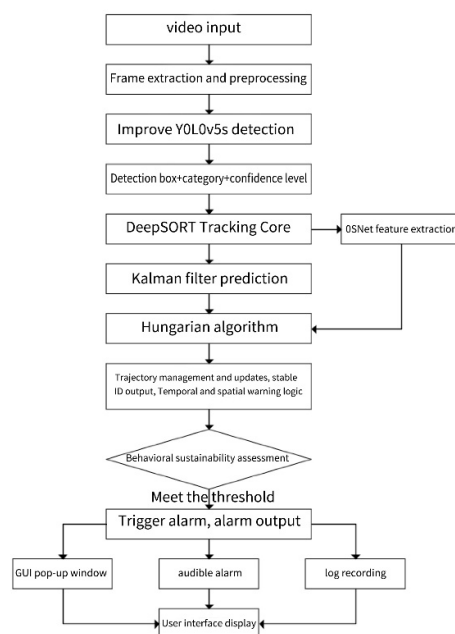 video input
Frame extraction and preprocessing
Improve Y0L0v5s detection
Detection box+category+confidence level
DeepSORT Tracking Core
0SNet feature extraction
Kalman filter prediction
Hungarian algorithm
Trajectory management and updates, stable
ID output, Temporal and spatial warning logic
Behavioral sustainability assessment
Meet the threshold
Trigger alarm, alarm output
GUI pop-up window
audible alarm
log recording
User interface display